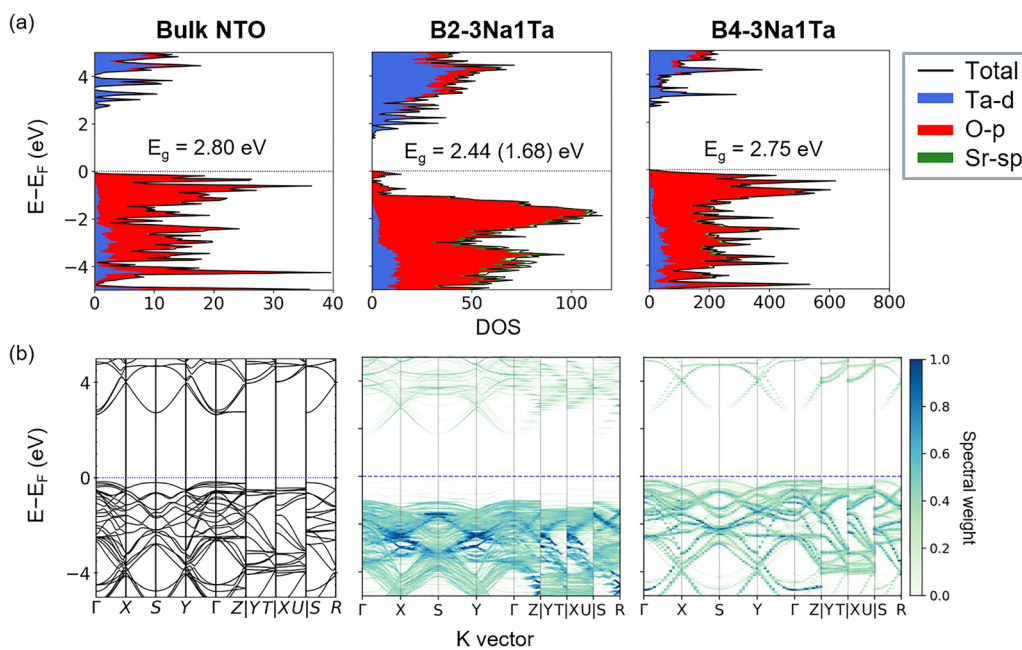 (a)
Bulk NTO
B2-3Na1Ta
B4-3Na1Ta
E−E_F (eV)
4
2
0
−2
−4
E_g = 2.80 eV
E_g = 2.44 (1.68) eV
E_g = 2.75 eV
Total
Ta-d
O-p
Sr-sp
0 10 20 30 40
0 50 100
0 200 400 600 800
DOS
(b)
E−E_F (eV)
4
0
−4
Γ X S Y Γ Z|YT|XU|S R
Γ X S Y Γ Z|YT|XU|S R
Γ X S Y Γ Z|YT|XU|S R
K vector
1.0
0.8
0.6
0.4
0.2
0.0
Spectral weight